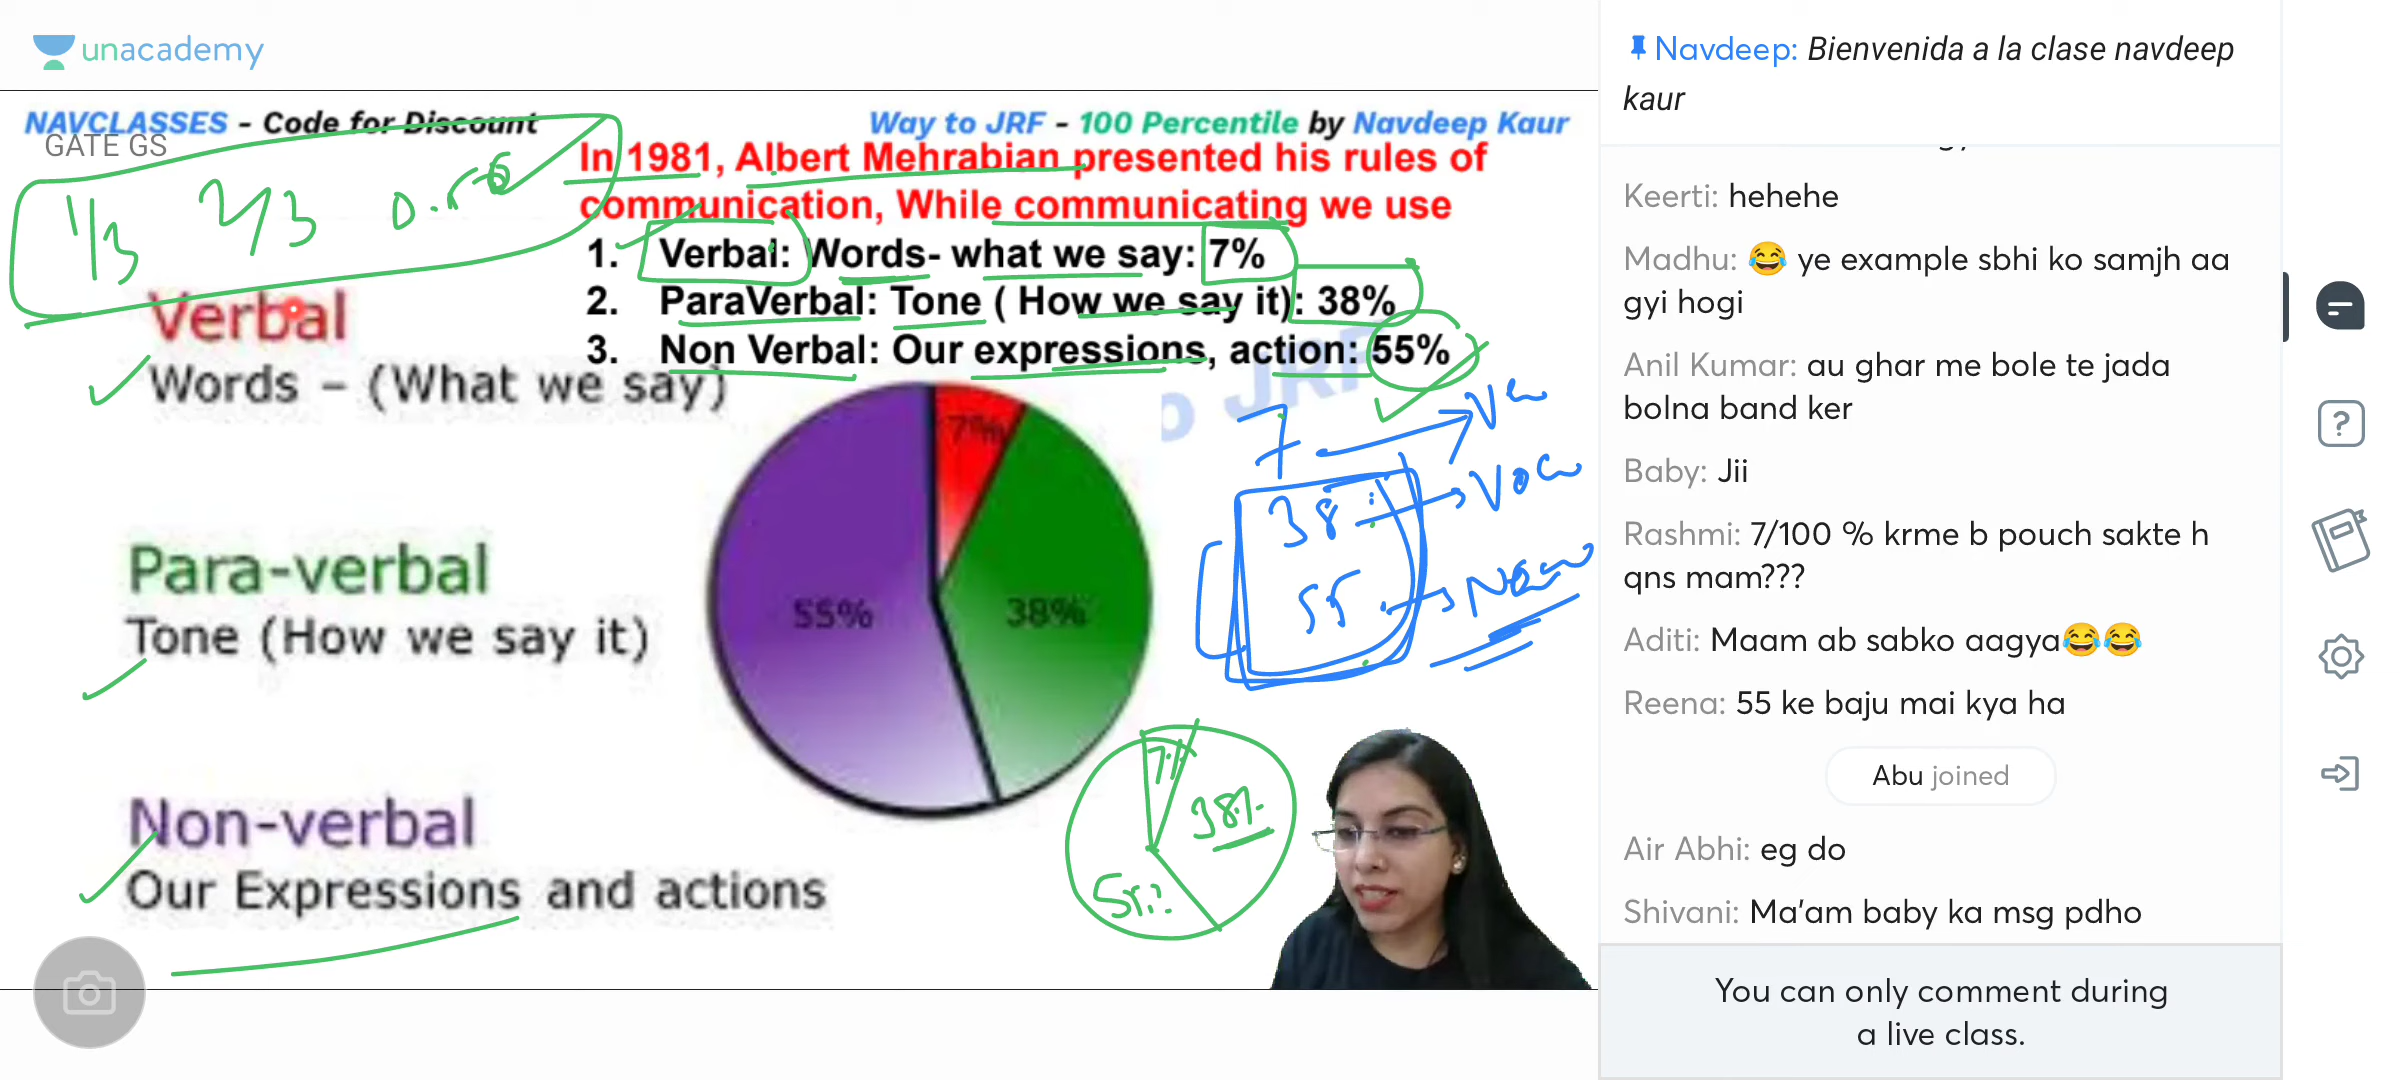 unacademy
NAVCLASSES - Code for Discount
Way to JRF - 100 Percentile by Navdeep Kaur
GATE GS
In 1981, Albert Mehrabian presented his rules of
communication, While communicating we use
1. Verbal: Words- what we say: 7%
2. ParaVerbal: Tone ( How we say it): 38%
3. Non Verbal: Our expressions, action: 55%
1/3 2/3
Verbal
Words – (What we say)
Para-verbal
Tone (How we say it)
Non-verbal
Our Expressions and actions
7%
38%
55%
o JRF
7
38
55
7%
38%
Navdeep: Bienvenida a la clase navdeep
kaur
Keerti: hehehe
Madhu: 😂 ye example sbhi ko samjh aa
gyi hogi
Anil Kumar: au ghar me bole te jada
bolna band ker
Baby: Jii
Rashmi: 7/100 % krme b pouch sakte h
qns mam???
Aditi: Maam ab sabko aagya😂😂
Reena: 55 ke baju mai kya ha
Abu joined
Air Abhi: eg do
Shivani: Ma'am baby ka msg pdho
You can only comment during
a live class.